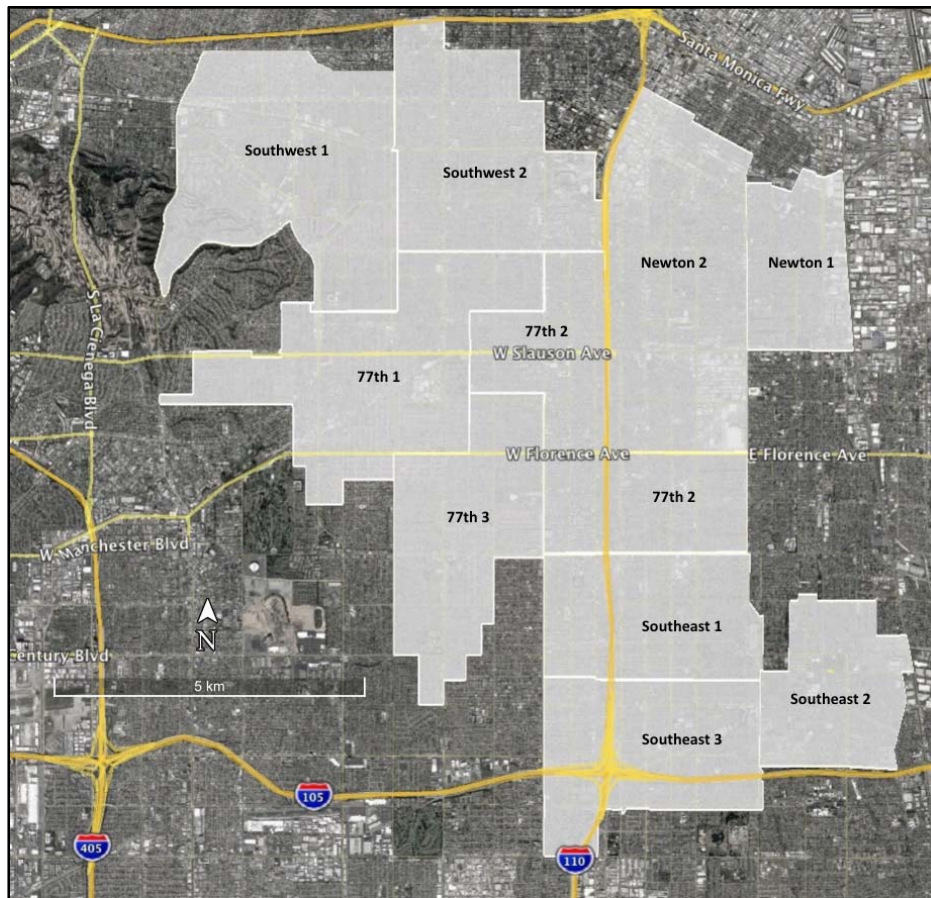 Santa Monica Fwy
Southwest 1
Southwest 2
Newton 2
Newton 1
S La Cienega Blvd
77th 2
W Slauson Ave
77th 1
W Florence Ave
E Florence Ave
77th 3
77th 2
W Manchester Blvd
N
Southeast 1
Century Blvd
5 km
Southeast 2
Southeast 3
105
405
110